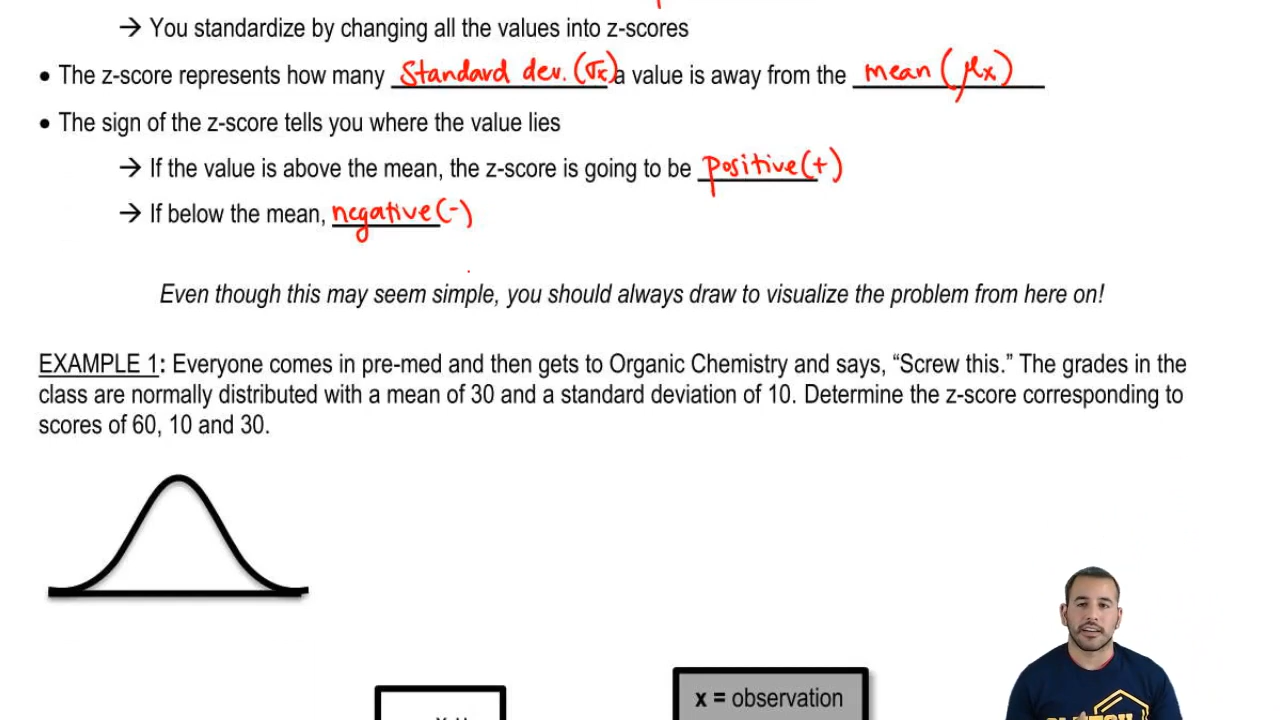 → You standardize by changing all the values into z-scores
• The z-score represents how many Standard dev. (σx) a value is away from the mean (μx)
• The sign of the z-score tells you where the value lies
→ If the value is above the mean, the z-score is going to be positive (+)
→ If below the mean, negative (-)
Even though this may seem simple, you should always draw to visualize the problem from here on!
EXAMPLE 1: Everyone comes in pre-med and then gets to Organic Chemistry and says, “Screw this.” The grades in the
class are normally distributed with a mean of 30 and a standard deviation of 10. Determine the z-score corresponding to
scores of 60, 10 and 30.
x = observation